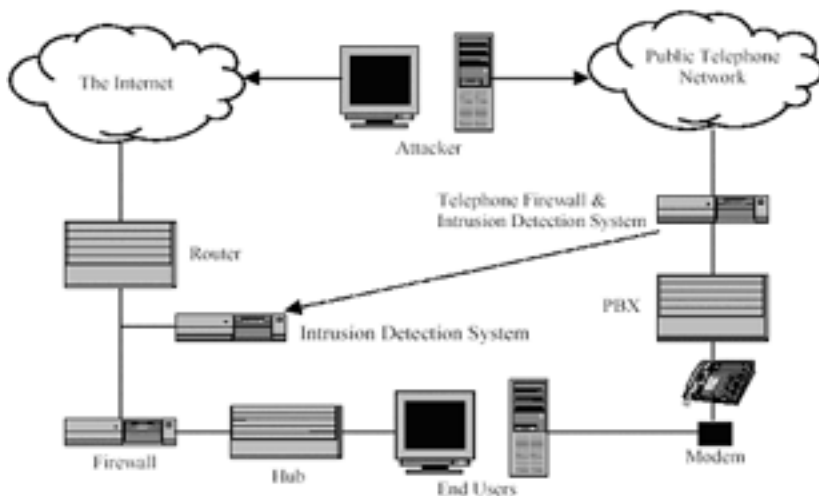 The Internet
Public Telephone
Network
Attacker
Telephone Firewall &
Intrusion Detection System
Router
PBX
Intrusion Detection System
Firewall
Hub
End Users
Modem